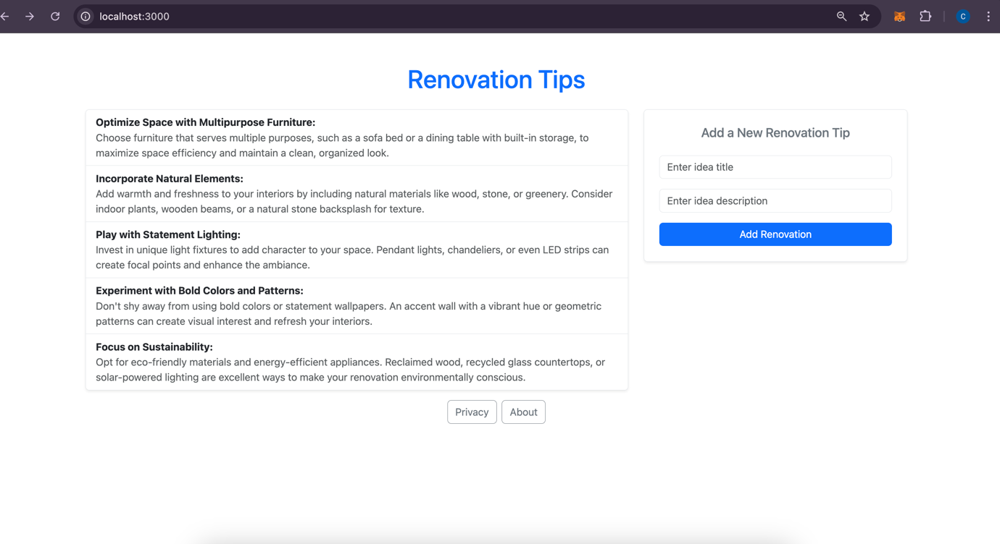 localhost:3000
C
Renovation Tips
Optimize Space with Multipurpose Furniture:
Choose furniture that serves multiple purposes, such as a sofa bed or a dining table with built-in storage, to
maximize space efficiency and maintain a clean, organized look.
Incorporate Natural Elements:
Add warmth and freshness to your interiors by including natural materials like wood, stone, or greenery. Consider
indoor plants, wooden beams, or a natural stone backsplash for texture.
Play with Statement Lighting:
Invest in unique light fixtures to add character to your space. Pendant lights, chandeliers, or even LED strips can
create focal points and enhance the ambiance.
Experiment with Bold Colors and Patterns:
Don't shy away from using bold colors or statement wallpapers. An accent wall with a vibrant hue or geometric
patterns can create visual interest and refresh your interiors.
Focus on Sustainability:
Opt for eco-friendly materials and energy-efficient appliances. Reclaimed wood, recycled glass countertops, or
solar-powered lighting are excellent ways to make your renovation environmentally conscious.
Add a New Renovation Tip
Enter idea title
Enter idea description
Add Renovation
Privacy
About